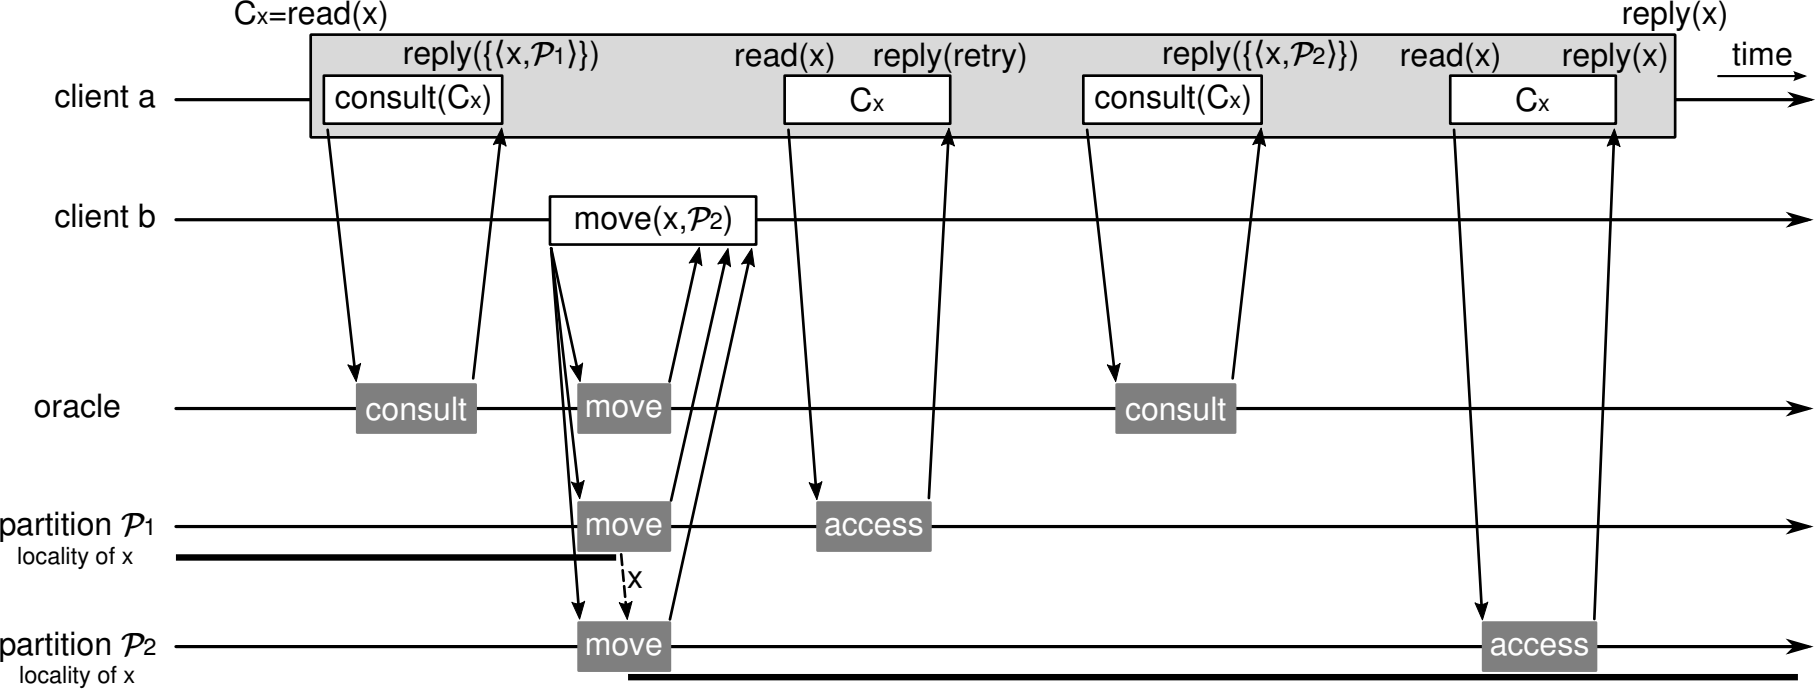 Cx=read(x)
reply(x)
reply({⟨x,𝒫1⟩})
read(x)
reply(retry)
reply({⟨x,𝒫2⟩})
read(x)
reply(x)
time
client a
consult(Cx)
Cx
consult(Cx)
Cx
client b
move(x,𝒫2)
oracle
consult
move
consult
partition 𝒫1
move
access
locality of x
x
partition 𝒫2
move
access
locality of x